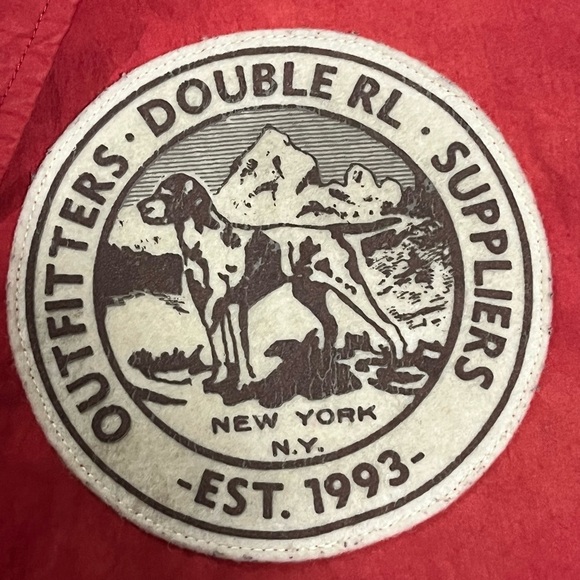 OUTFITTERS · DOUBLE RL · SUPPLIERS
NEW YORK
N.Y.
-EST. 1993-